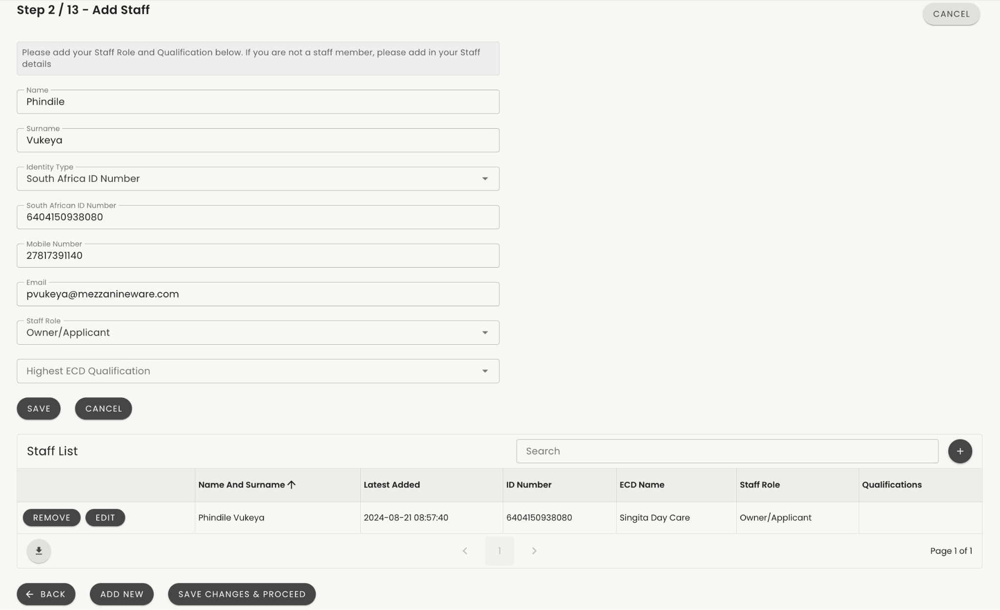 Step 2 / 13 - Add Staff
CANCEL
Please add your Staff Role and Qualification below. If you are not a staff member, please add in your Staff
details
Name
Phindile
Surname
Vukeya
Identity Type
South Africa ID Number
South African ID Number
6404150938080
Mobile Number
27817391140
Email
pvukeya@mezzanineware.com
Staff Role
Owner/Applicant
Highest ECD Qualification
SAVE CANCEL
Staff List Search +
Name And Surname Latest Added ID Number ECD Name Staff Role Qualifications
REMOVE EDIT Phindile Vukeya 2024-08-21 08:57:40 6404150938080 Singita Day Care Owner/Applicant
1 Page 1 of 1
BACK ADD NEW SAVE CHANGES & PROCEED